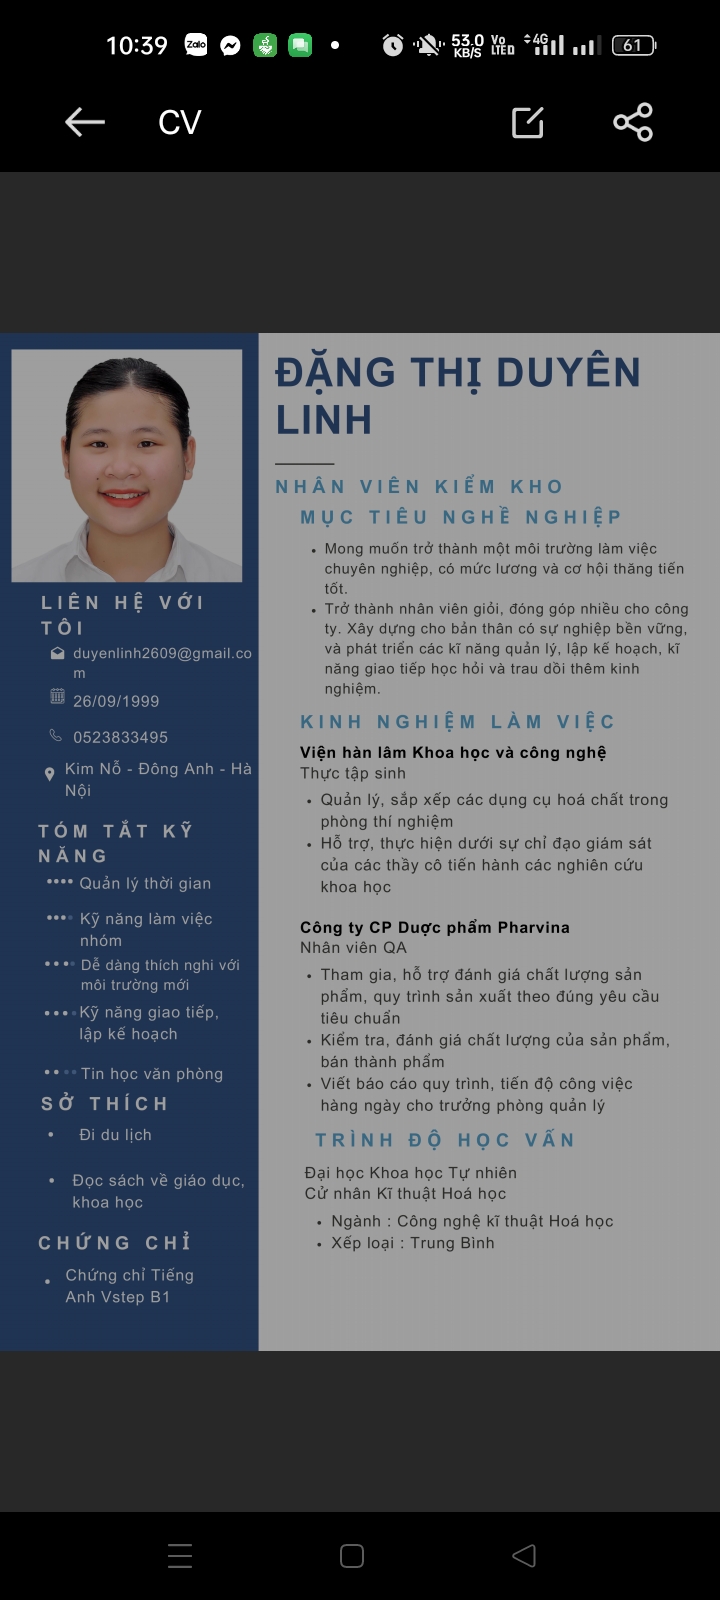 10:39 Zalo 53.0 KB/S Vo LTE 4G 61
CV
ĐẶNG THỊ DUYÊN
LINH
NHÂN VIÊN KIỂM KHO
MỤC TIÊU NGHỀ NGHIỆP
• Mong muốn trở thành một môi trường làm việc
chuyên nghiệp, có mức lương và cơ hội thăng tiến
tốt.
• Trở thành nhân viên giỏi, đóng góp nhiều cho công
ty. Xây dựng cho bản thân có sự nghiệp bền vững,
và phát triển các kĩ năng quản lý, lập kế hoạch, kĩ
năng giao tiếp học hỏi và trau dồi thêm kinh
nghiệm.
KINH NGHIỆM LÀM VIỆC
Viện hàn lâm Khoa học và công nghệ
Thực tập sinh
• Quản lý, sắp xếp các dụng cụ hoá chất trong
phòng thí nghiệm
• Hỗ trợ, thực hiện dưới sự chỉ đạo giám sát
của các thầy cô tiến hành các nghiên cứu
khoa học
Công ty CP Dược phẩm Pharvina
Nhân viên QA
• Tham gia, hỗ trợ đánh giá chất lượng sản
phẩm, quy trình sản xuất theo đúng yêu cầu
tiêu chuẩn
• Kiểm tra, đánh giá chất lượng của sản phẩm,
bán thành phẩm
• Viết báo cáo quy trình, tiến độ công việc
hàng ngày cho trưởng phòng quản lý
TRÌNH ĐỘ HỌC VẤN
Đại học Khoa học Tự nhiên
Cử nhân Kĩ thuật Hoá học
• Ngành : Công nghệ kĩ thuật Hoá học
• Xếp loại : Trung Bình
LIÊN HỆ VỚI
TÔI
duyenlinh2609@gmail.co
m
26/09/1999
0523833495
Kim Nỗ - Đông Anh - Hà
Nội
TÓM TẮT KỸ
NĂNG
Quản lý thời gian
Kỹ năng làm việc
nhóm
Dễ dàng thích nghi với
môi trường mới
Kỹ năng giao tiếp,
lập kế hoạch
Tin học văn phòng
SỞ THÍCH
• Đi du lịch
• Đọc sách về giáo dục,
khoa học
CHỨNG CHỈ
• Chứng chỉ Tiếng
Anh Vstep B1